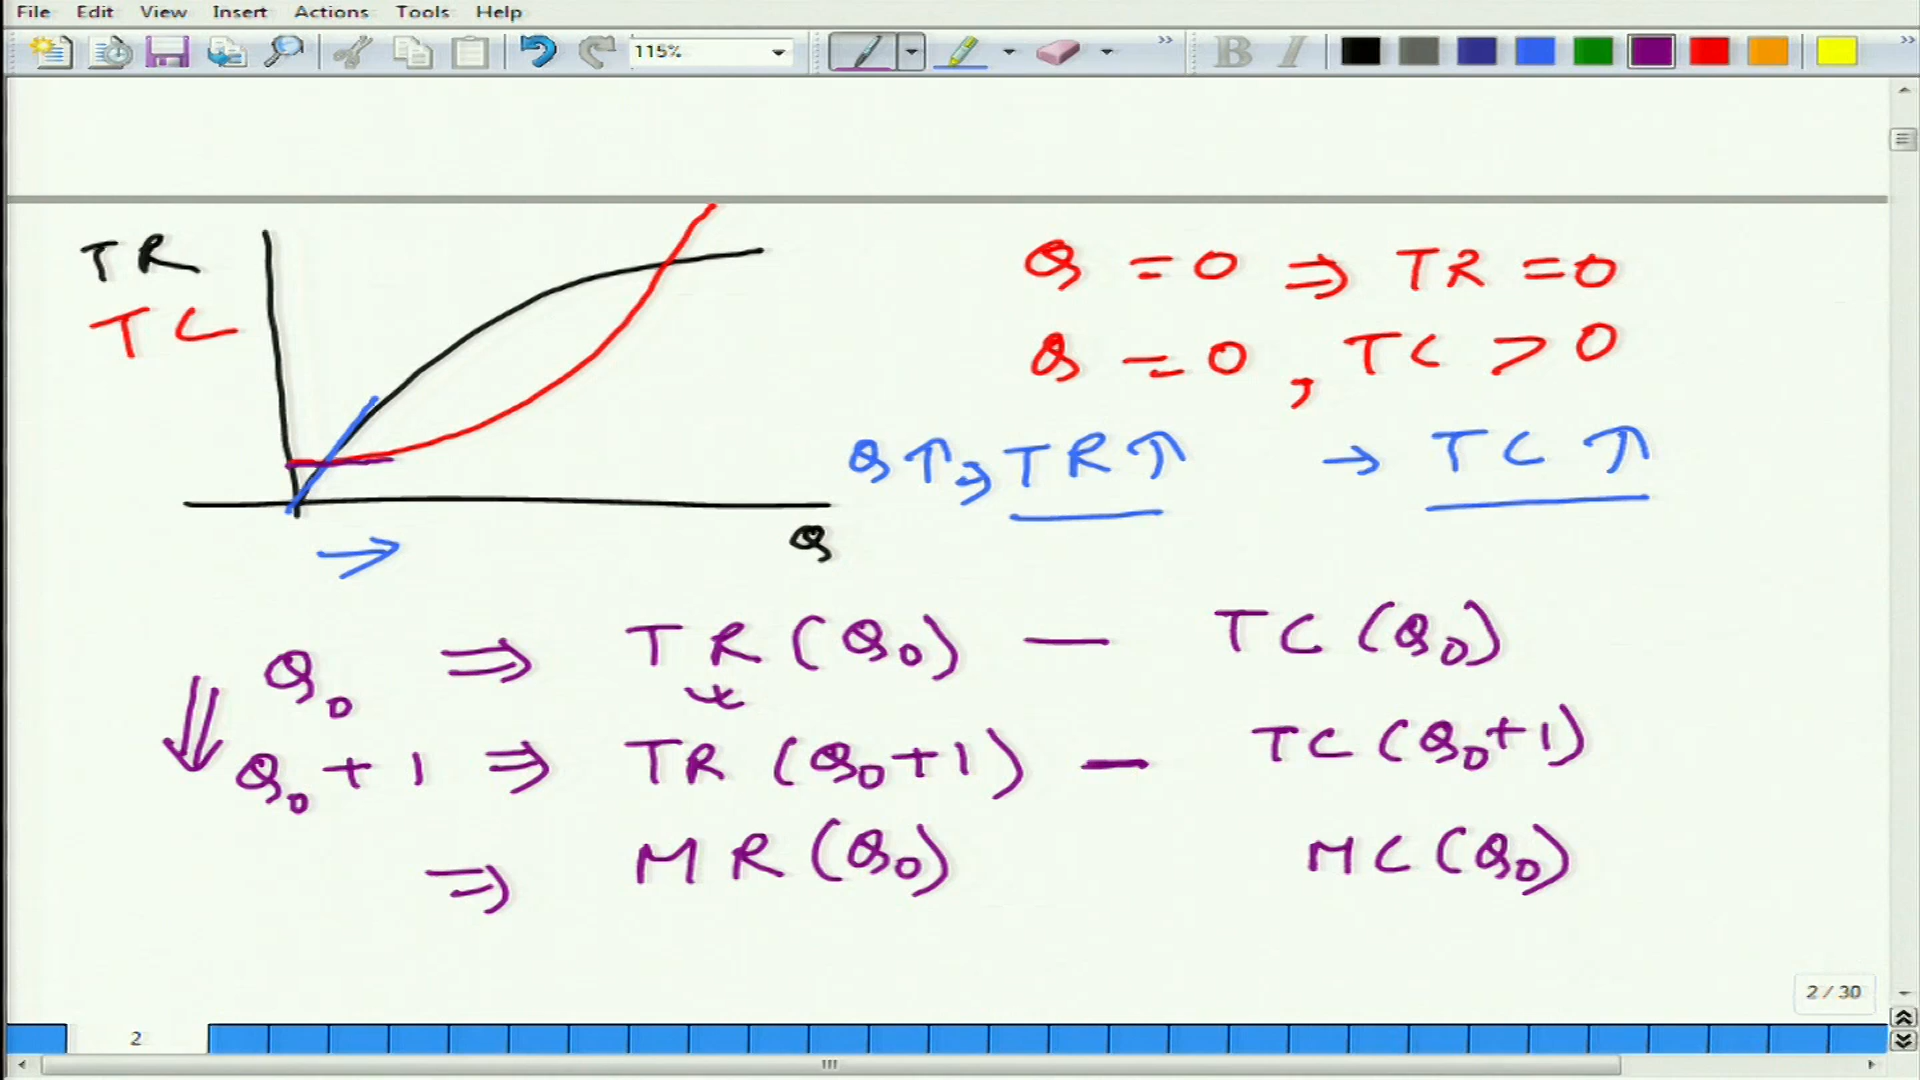 File Edit View Insert Actions Tools Help
115%
B I
TR
TC
Q
Q = 0 ⇒ TR = 0
Q = 0 , TC > 0
Q ↑ ⇒ TR ↑ → TC ↑
Q₀ ⇒ TR (Q₀) — TC (Q₀)
Q₀ + 1 ⇒ TR (Q₀+1) — TC (Q₀+1)
⇒ MR (Q₀) MC (Q₀)
2 / 30
2